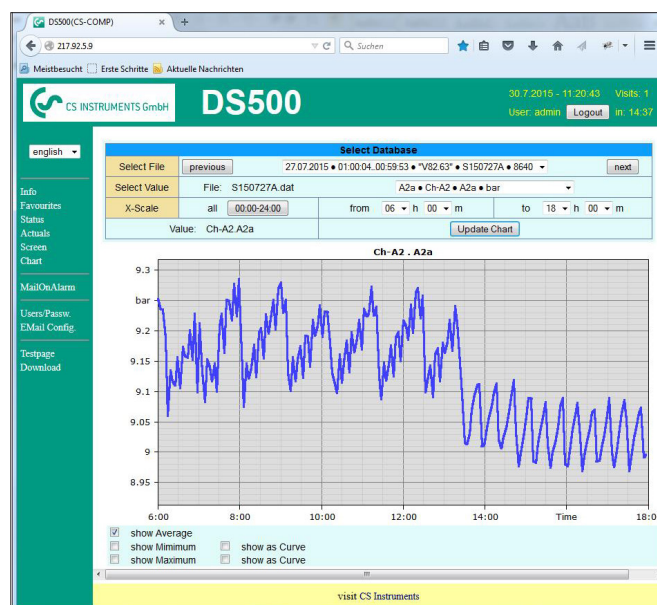 DS500(CS-COMP) × +
217.92.5.9 Suchen
Meistbesucht Erste Schritte Aktuelle Nachrichten
CS INSTRUMENTS GmbH DS500
30.7.2015 - 11:20:43 Visits: 1
User: admin Logout in: 14:37
english
Info
Favourites
Status
Actuals
Screen
Chart
MailOnAlarm
Users/Passw.
EMail Config.
Testpage
Download
Select Database
Select File previous 27.07.2015 ● 01:00:04..00:59:53 ● "V82.63" ● S150727A ● 8640 next
Select Value File: S150727A.dat A2a ● Ch-A2 ● A2a ● bar
X-Scale all 00:00-24:00 from 06 h 00 m to 18 h 00 m
Value: Ch-A2.A2a Update Chart
Ch-A2 . A2a
9.3
bar
9.2
9.15
9.1
9.05
9
8.95
6:00 8:00 10:00 12:00 14:00 Time 18:0
show Average
show Mimimum show as Curve
show Maximum show as Curve
visit CS Instruments